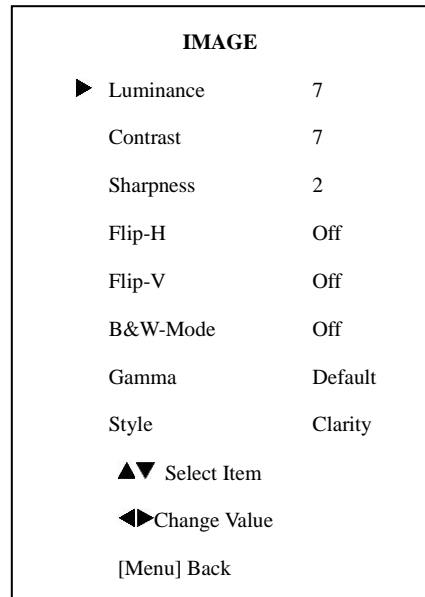 IMAGE
▶ Luminance 7
Contrast 7
Sharpness 2
Flip-H Off
Flip-V Off
B&W-Mode Off
Gamma Default
Style Clarity
▲▼ Select Item
◀▶Change Value
[Menu] Back